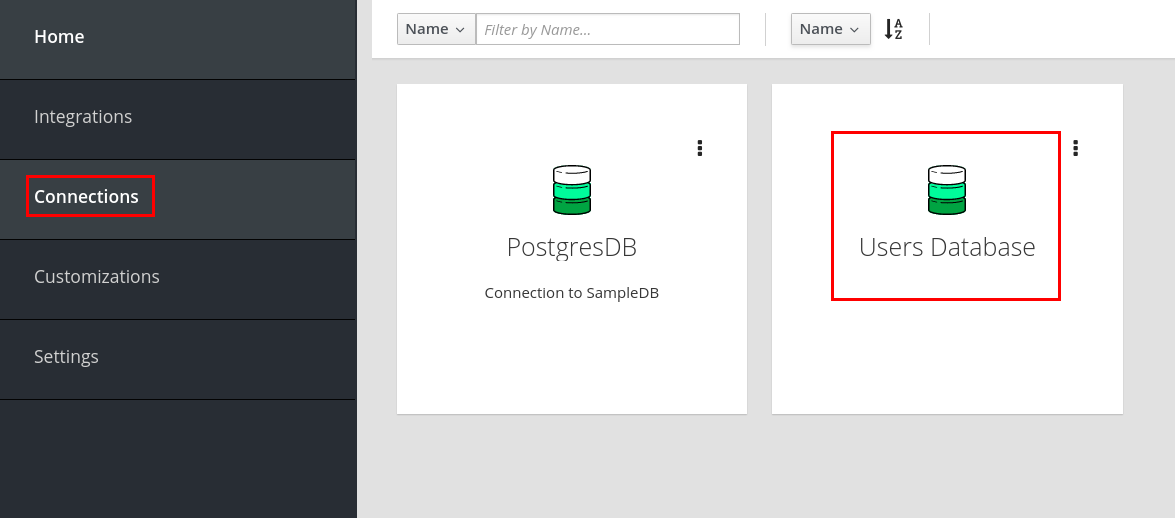 Home
Integrations
Connections
Customizations
Settings
Name Filter by Name... Name A Z
PostgresDB
Connection to SampleDB
Users Database